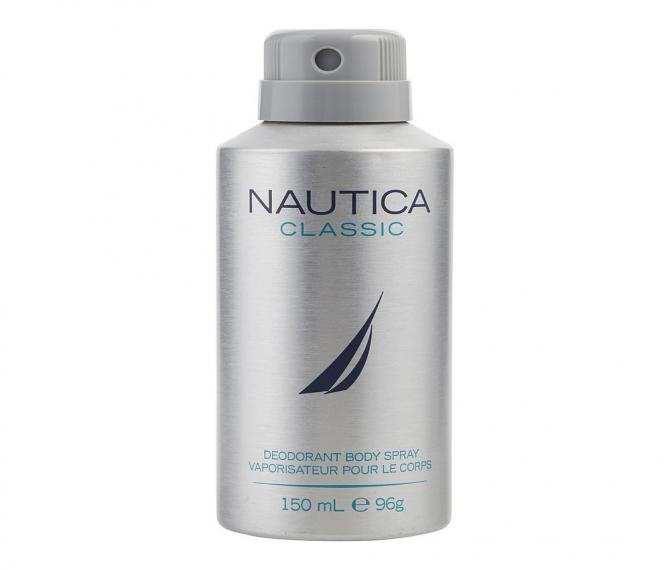 NAUTICA
CLASSIC
DEODORANT BODY SPRAY
VAPORISATEUR POUR LE CORPS
150 mL ℮ 96g